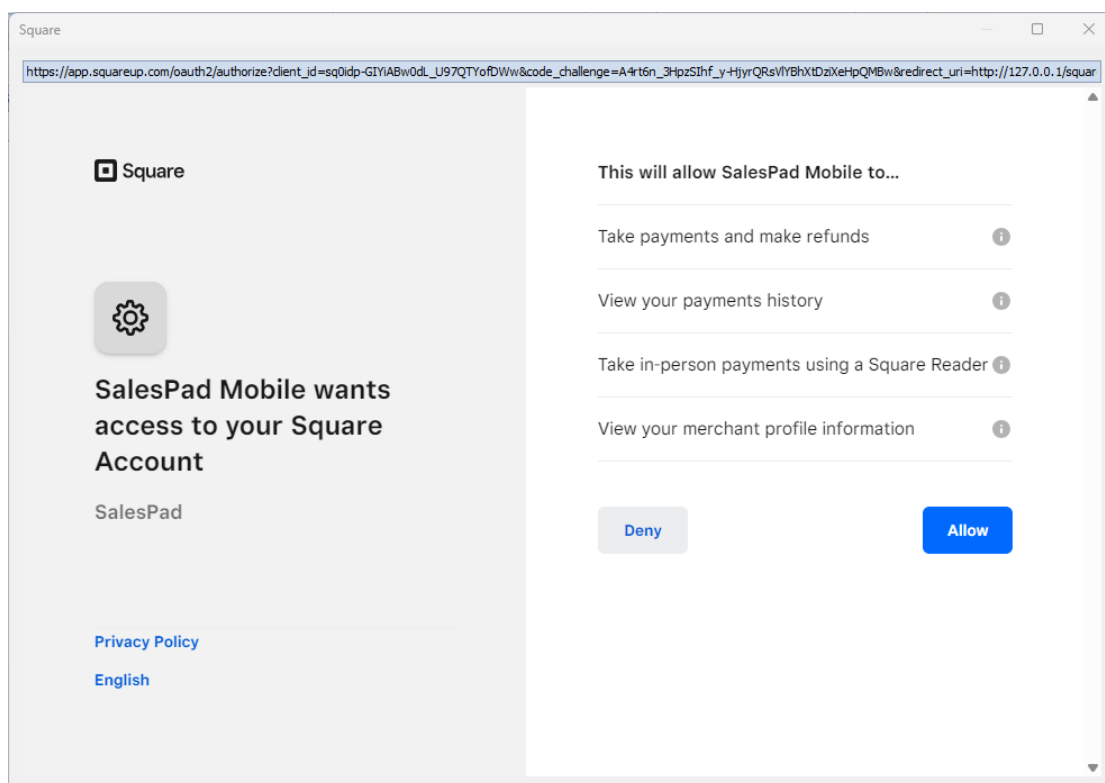 Square
https://app.squareup.com/oauth2/authorize?client_id=sq0idp-GIYiABw0dL_U97QTYofDWw&code_challenge=A4rt6n_3HpzSIhf_y-HjyrQRsVlYBhXtDziXeHpQMBw&redirect_uri=http://127.0.0.1/squar
Square
SalesPad Mobile wants
access to your Square
Account
SalesPad
Privacy Policy
English
This will allow SalesPad Mobile to...
Take payments and make refunds
View your payments history
Take in-person payments using a Square Reader
View your merchant profile information
Deny
Allow